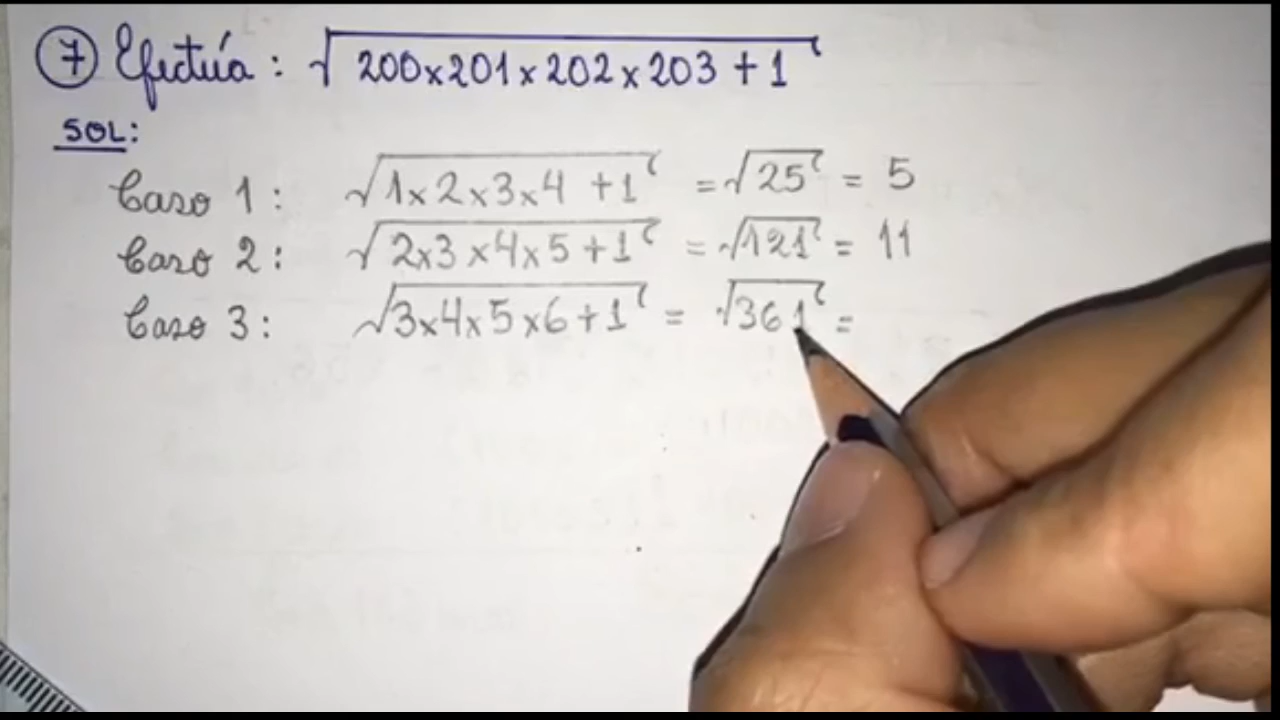 7 Efectúa: √200x201x202x203 + 1
SOL:
Caso 1: √1x2x3x4 + 1 = √25 = 5
Caso 2: √2x3x4x5 + 1 = √121 = 11
Caso 3: √3x4x5x6 + 1 = √361 =